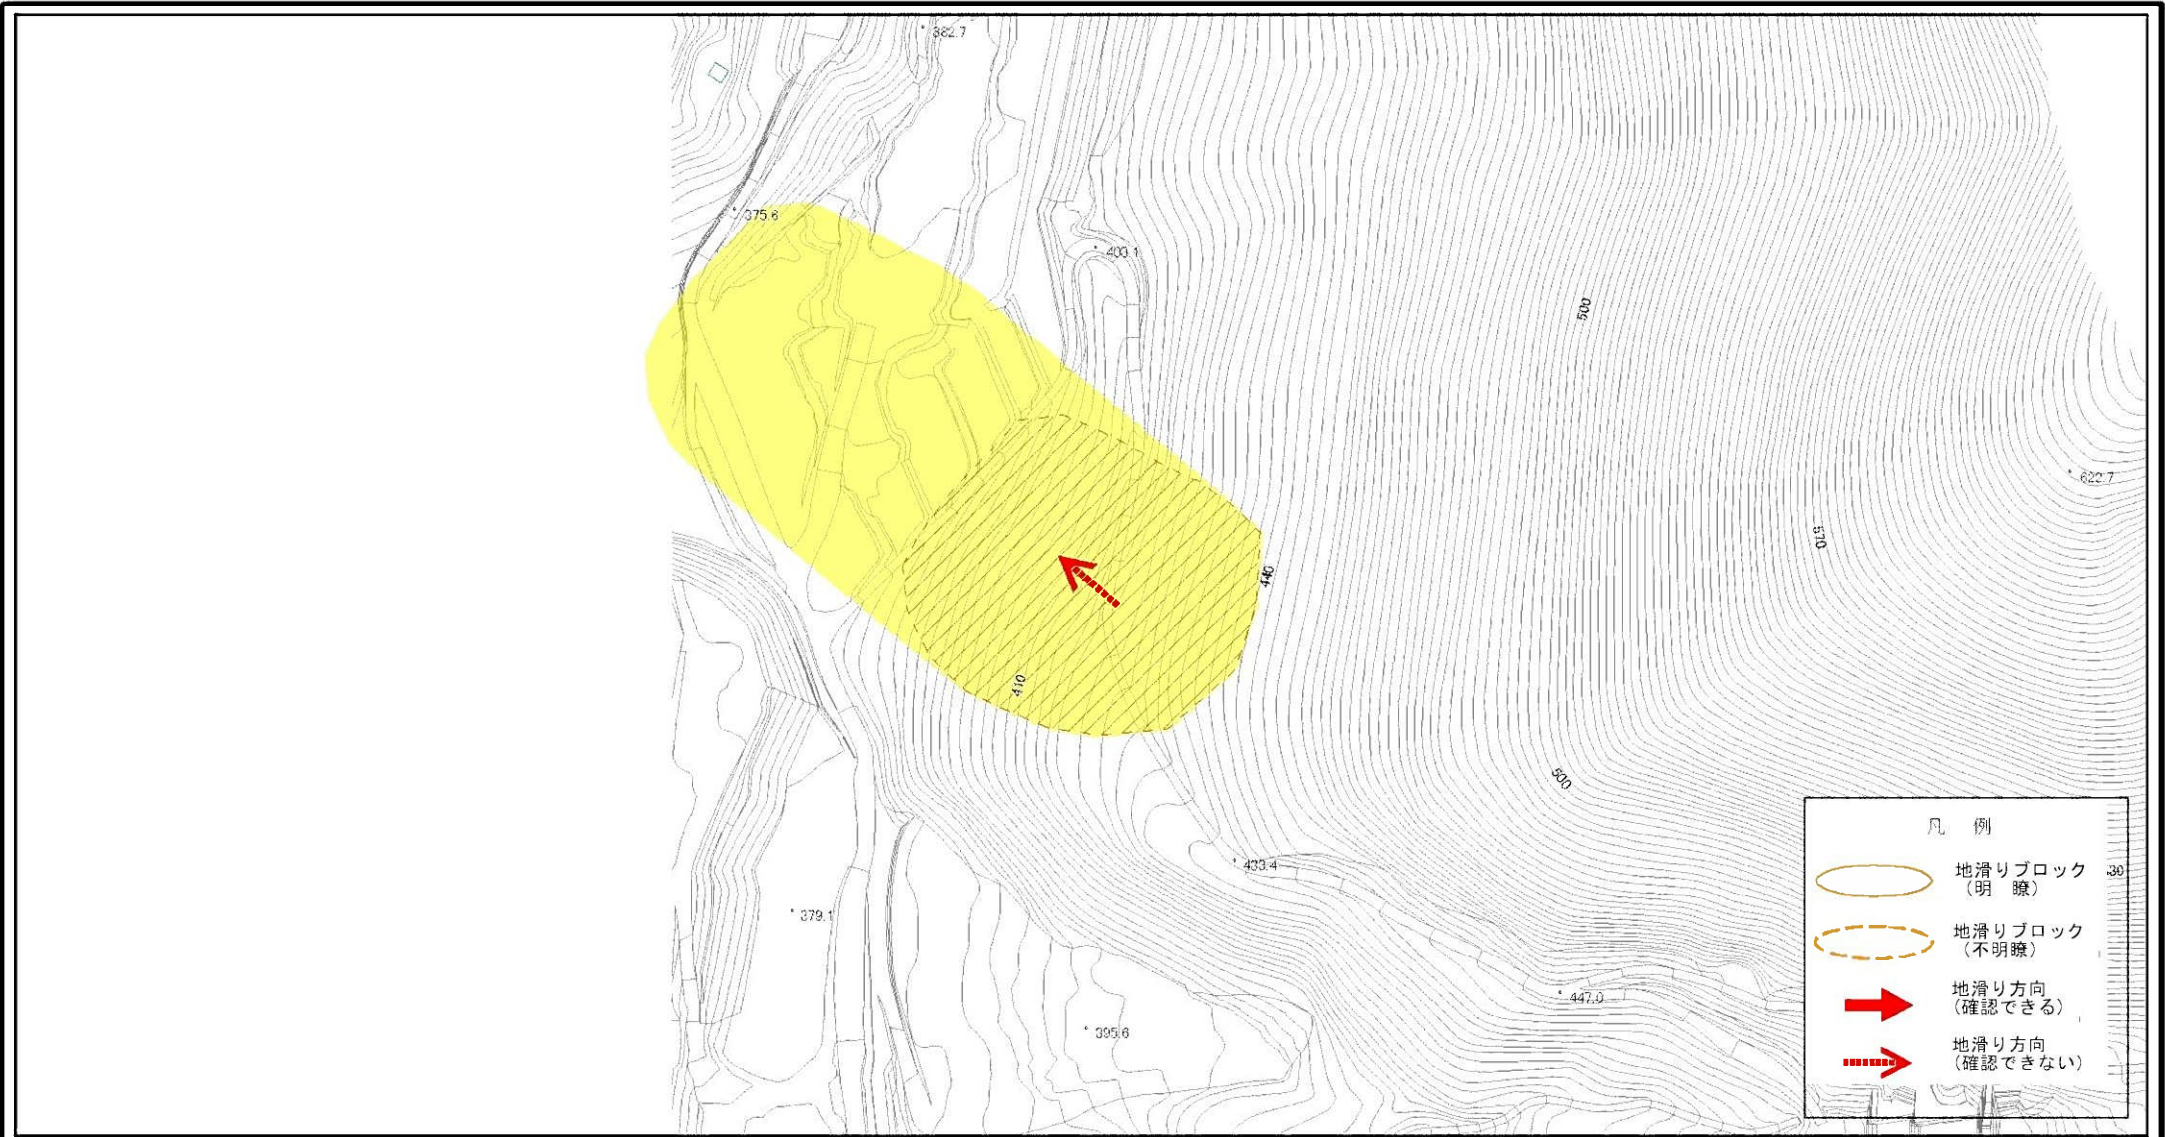 382.7
375.6
400.1
500
622.7
570
440
410
500
433.4
379.1
447.0
395.6
凡 例
地滑りブロック
（明 瞭）
30
地滑りブロック
（不明瞭）
地滑り方向
（確認できる）
地滑り方向
（確認できない）